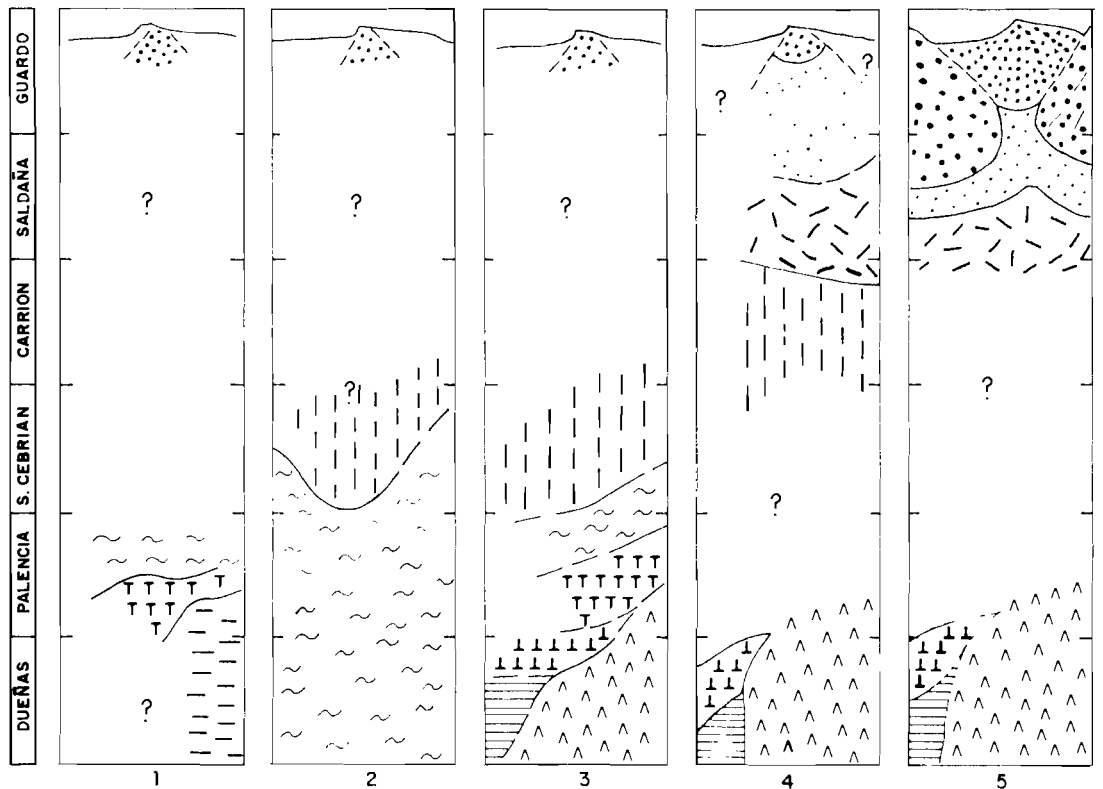 GUARDO
SALDAÑA
CARRION
S. CEBRIAN
PALENCIA
DUEÑAS
?
?
?
?
?
?
?
?
?
?
1
2
3
4
5